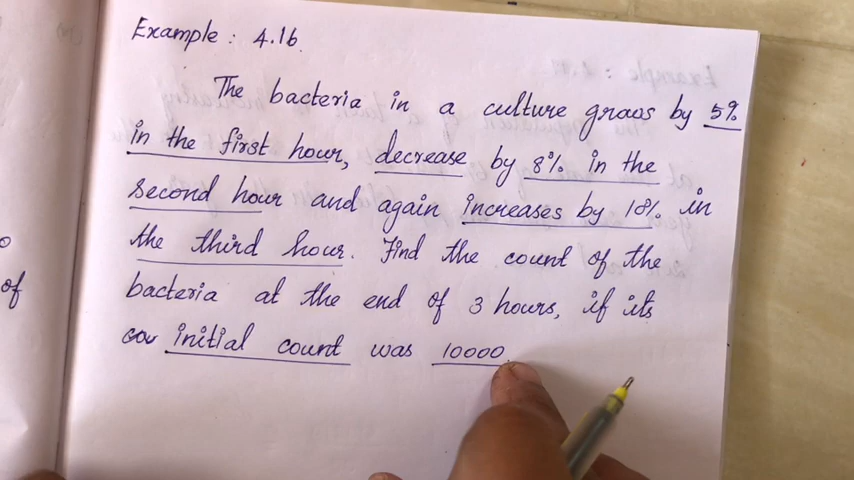 Example : 4.16
The bacteria in a culture grows by 5%
in the first hour, decrease by 8% in the
second hour and again increases by 10% in
the third hour. Find the count of the
bacteria at the end of 3 hours, if its
initial count was 10000.
of